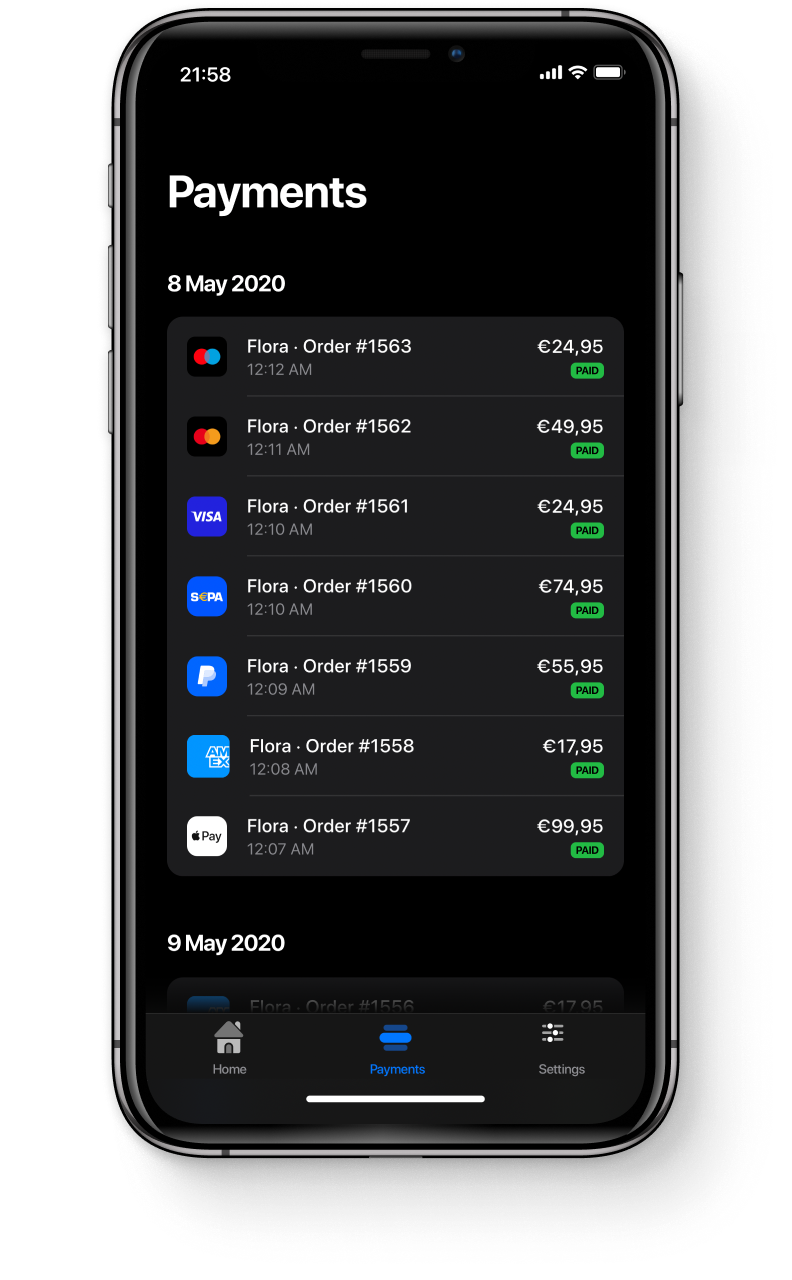 21:58
Payments
8 May 2020
Flora · Order #1563
€24,95
12:12 AM
PAID
Flora · Order #1562
€49,95
12:11 AM
PAID
VISA
Flora · Order #1561
€24,95
12:10 AM
PAID
S€PA
Flora · Order #1560
€74,95
12:10 AM
PAID
Flora · Order #1559
€55,95
12:09 AM
PAID
AM
EX
Flora · Order #1558
€17,95
12:08 AM
PAID
Pay
Flora · Order #1557
€99,95
12:07 AM
PAID
9 May 2020
Flora · Order #1556
€17,95
Home
Payments
Settings